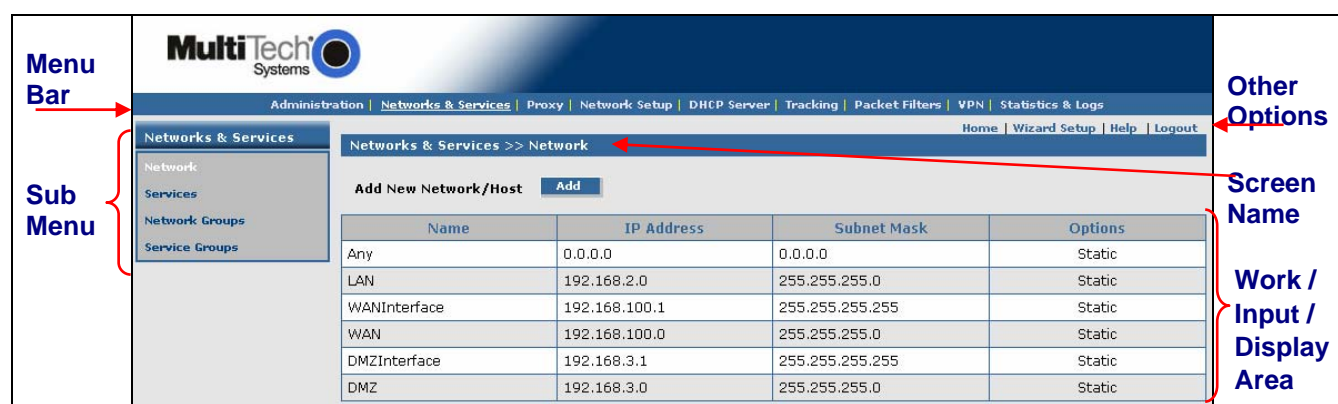 MultiTech
Systems
Menu
Bar
Administration | Networks & Services | Proxy | Network Setup | DHCP Server | Tracking | Packet Filters | VPN | Statistics & Logs
Other
Options
Home | Wizard Setup | Help | Logout
Networks & Services
Networks & Services >> Network
Sub
Menu
Network
Services
Network Groups
Service Groups
Screen
Name
Add New Network/Host Add
Name IP Address Subnet Mask Options
Any 0.0.0.0 0.0.0.0 Static
LAN 192.168.2.0 255.255.255.0 Static
WANInterface 192.168.100.1 255.255.255.255 Static
WAN 192.168.100.0 255.255.255.0 Static
DMZInterface 192.168.3.1 255.255.255.255 Static
DMZ 192.168.3.0 255.255.255.0 Static
Work /
Input /
Display
Area